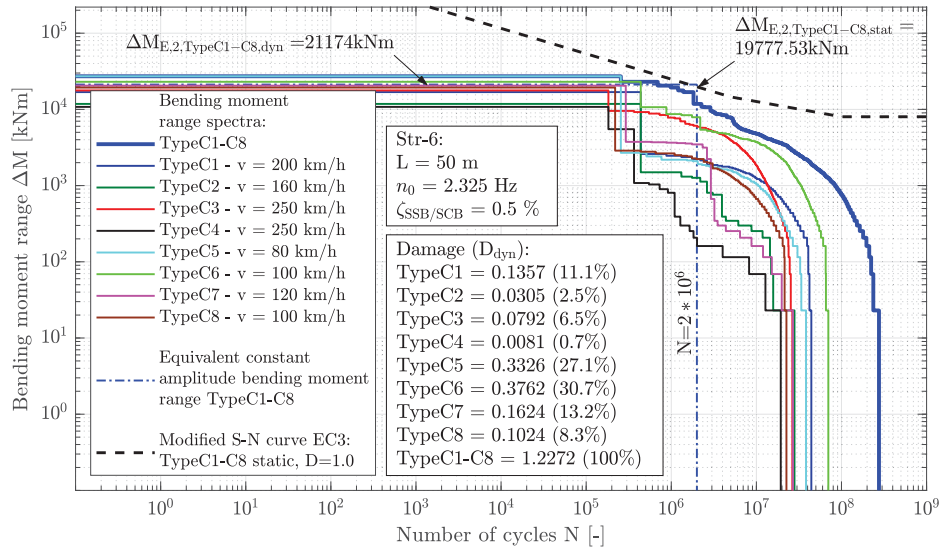 Bending moment range ΔM [kNm]
10^5
10^4
10^3
10^2
10^1
10^0
ΔM_{E,2,TypeC1−C8,dyn} =21174kNm
ΔM_{E,2,TypeC1−C8,stat} =
19777.53kNm
Bending moment
range spectra:
TypeC1-C8
TypeC1 - v = 200 km/h
TypeC2 - v = 160 km/h
TypeC3 - v = 250 km/h
TypeC4 - v = 250 km/h
TypeC5 - v = 80 km/h
TypeC6 - v = 100 km/h
TypeC7 - v = 120 km/h
TypeC8 - v = 100 km/h
Equivalent constant
amplitude bending moment
range TypeC1-C8
Modified S-N curve EC3:
TypeC1-C8 static, D=1.0
Str-6:
L = 50 m
n_0 = 2.325 Hz
ζ_{SSB/SCB} = 0.5 %
Damage (D_{dyn}):
TypeC1 = 0.1357 (11.1%)
TypeC2 = 0.0305 (2.5%)
TypeC3 = 0.0792 (6.5%)
TypeC4 = 0.0081 (0.7%)
TypeC5 = 0.3326 (27.1%)
TypeC6 = 0.3762 (30.7%)
TypeC7 = 0.1624 (13.2%)
TypeC8 = 0.1024 (8.3%)
TypeC1-C8 = 1.2272 (100%)
N=2 * 10^6
10^0 10^1 10^2 10^3 10^4 10^5 10^6 10^7 10^8 10^9
Number of cycles N [-]